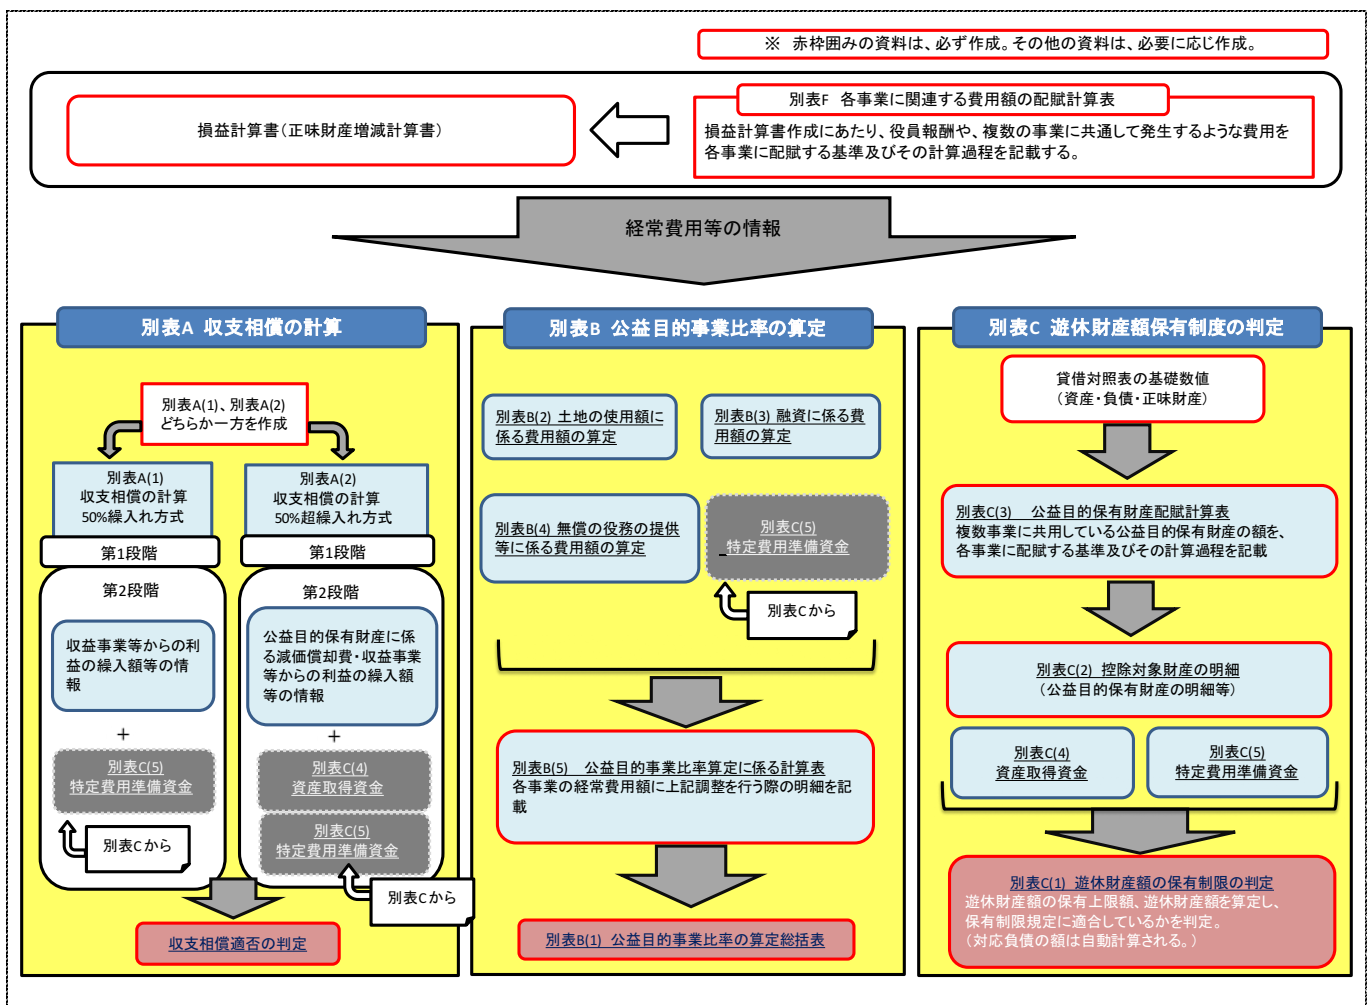 ※ 赤枠囲みの資料は、必ず作成。その他の資料は、必要に応じ作成。
損益計算書（正味財産増減計算書）
別表F 各事業に関連する費用額の配賦計算表
損益計算書作成にあたり、役員報酬や、複数の事業に共通して発生するような費用を
各事業に配賦する基準及びその計算過程を記載する。
経常費用等の情報
別表A 収支相償の計算
別表A(1)、別表A(2)
どちらか一方を作成
別表A(1)
収支相償の計算
50%繰入れ方式
第1段階
第2段階
収益事業等からの利
益の繰入額等の情
報
+
別表C(5)
特定費用準備資金
別表Cから
別表A(2)
収支相償の計算
50%超繰入れ方式
第1段階
第2段階
公益目的保有財産に係
る減価償却費・収益事業
等からの利益の繰入額
等の情報
+
別表C(4)
資産取得資金
別表C(5)
特定費用準備資金
別表Cから
収支相償適否の判定
別表B 公益目的事業比率の算定
別表B(2) 土地の使用額に
係る費用額の算定
別表B(3) 融資に係る費
用額の算定
別表B(4) 無償の役務の提供
等に係る費用額の算定
別表C(5)
特定費用準備資金
別表Cから
別表B(5) 公益目的事業比率算定に係る計算表
各事業の経常費用額に上記調整を行う際の明細を記
載
別表B(1) 公益目的事業比率の算定総括表
別表C 遊休財産額保有制度の判定
貸借対照表の基礎数値
（資産・負債・正味財産）
別表C(3) 公益目的保有財産配賦計算表
複数事業に共用している公益目的保有財産の額を、
各事業に配賦する基準及びその計算過程を記載
別表C(2) 控除対象財産の明細
（公益目的保有財産の明細等）
別表C(4)
資産取得資金
別表C(5)
特定費用準備資金
別表C(1) 遊休財産額の保有制限の判定
遊休財産額の保有上限額、遊休財産額を算定し、
保有制限規定に適合しているかを判定。
（対応負債の額は自動計算される。）